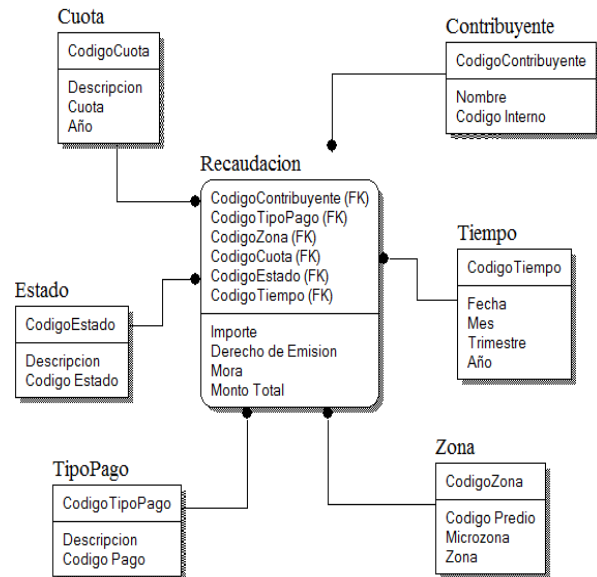 Cuota
CodigoCuota
Descripcion
Cuota
Año
Contribuyente
CodigoContribuyente
Nombre
Codigo Interno
Recaudacion
CodigoContribuyente (FK)
CodigoTipoPago (FK)
CodigoZona (FK)
CodigoCuota (FK)
CodigoEstado (FK)
CodigoTiempo (FK)
Importe
Derecho de Emision
Mora
Monto Total
Tiempo
CodigoTiempo
Fecha
Mes
Trimestre
Año
Estado
CodigoEstado
Descripcion
Codigo Estado
TipoPago
CodigoTipoPago
Descripcion
Codigo Pago
Zona
CodigoZona
Codigo Predio
Microzona
Zona